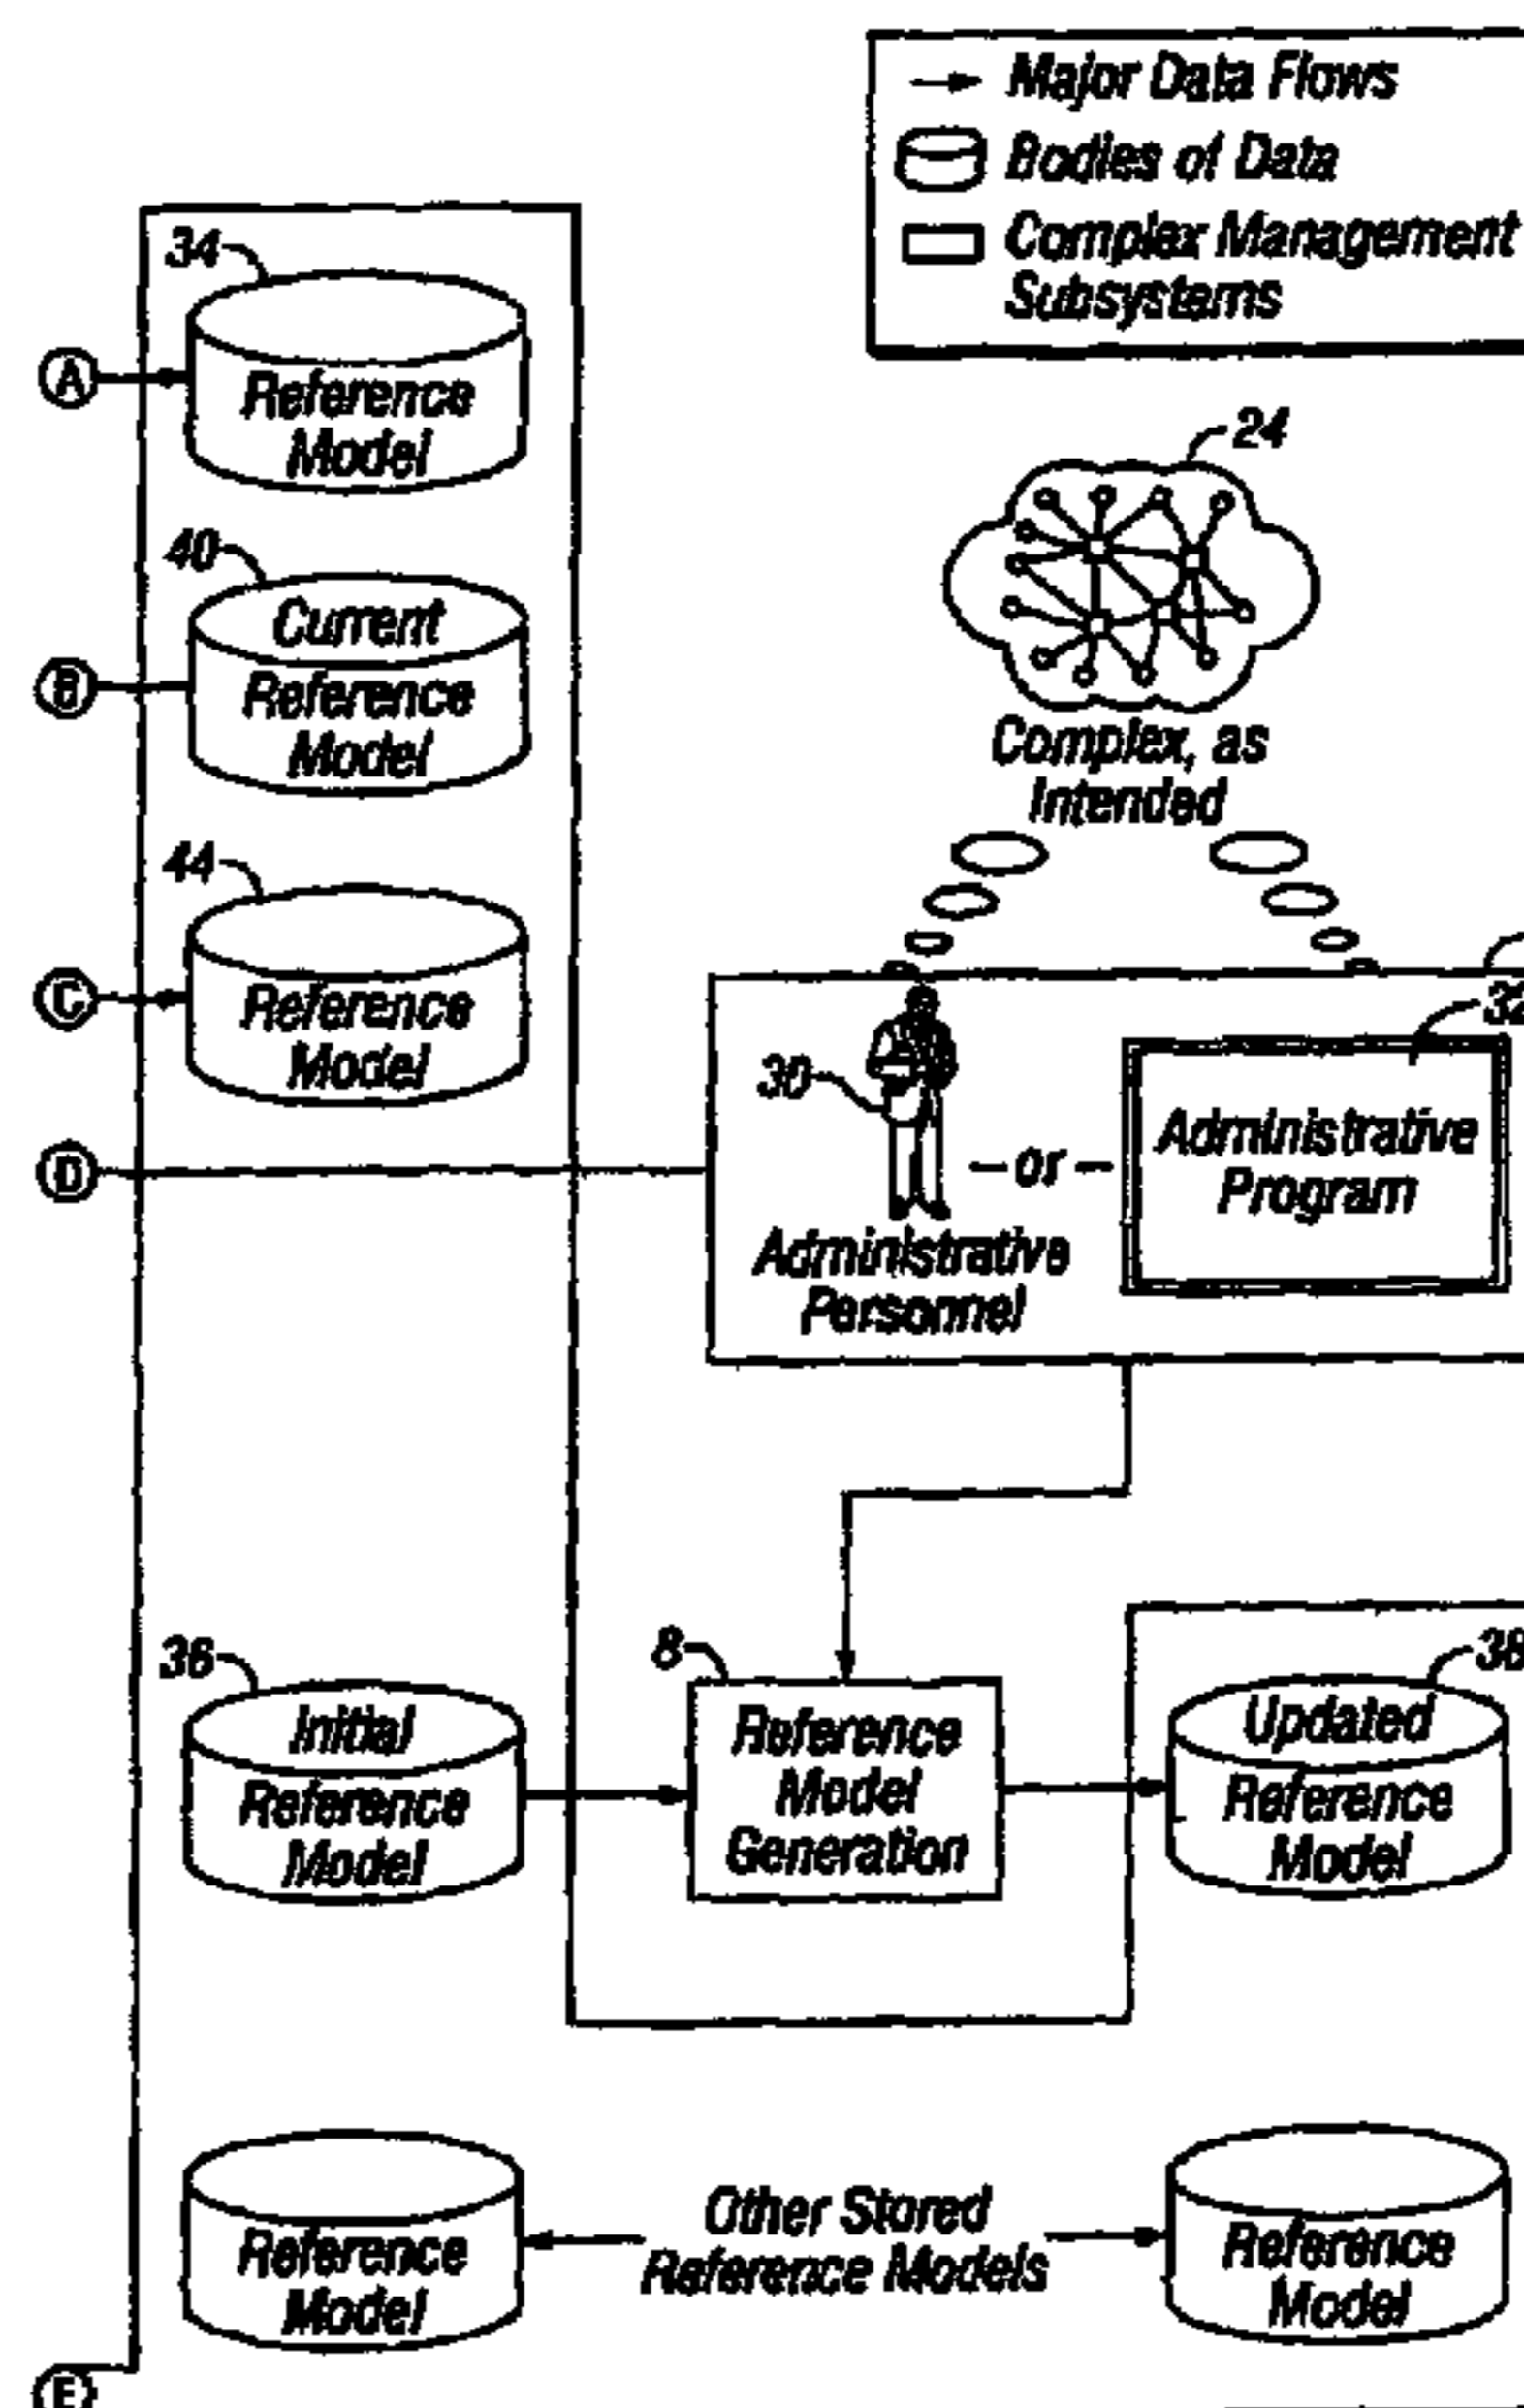 Major Data Flows
Bodies of Data
Complex Management
Subsystems
34
A
Reference
Model
40
Current
B
Reference
Model
44
C
Reference
Model
24
Complex, as
Intended
32
30
D
- or -
Administrative
Program
Administrative
Personnel
36
Initial
Reference
Model
8
Reference
Model
Generation
38
Updated
Reference
Model
Reference
Model
Other Stored
Reference Models
Reference
Model
E